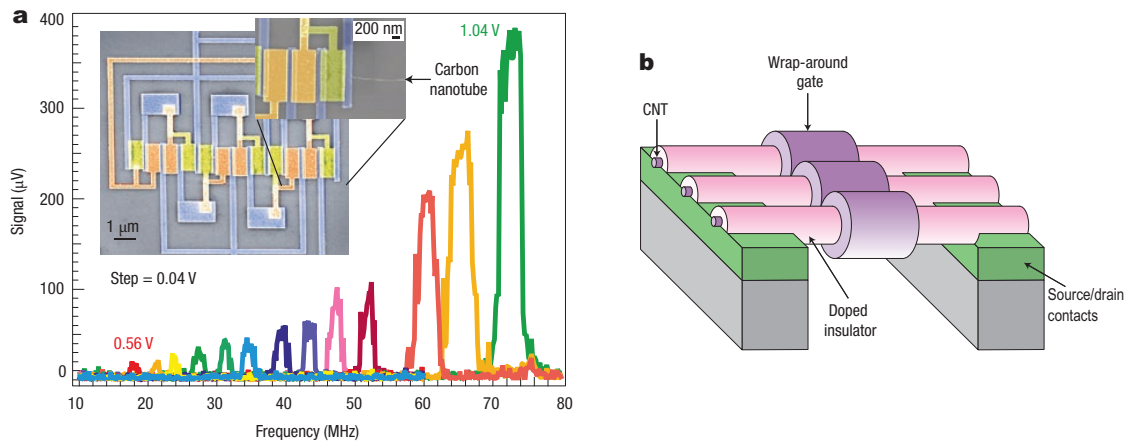 a
400
300
200
100
0
Signal (µV)
10
20
30
40
50
60
70
80
Frequency (MHz)
200 nm
1.04 V
Carbon
nanotube
1 µm
Step = 0.04 V
0.56 V
b
Wrap-around
gate
CNT
Doped
insulator
Source/drain
contacts